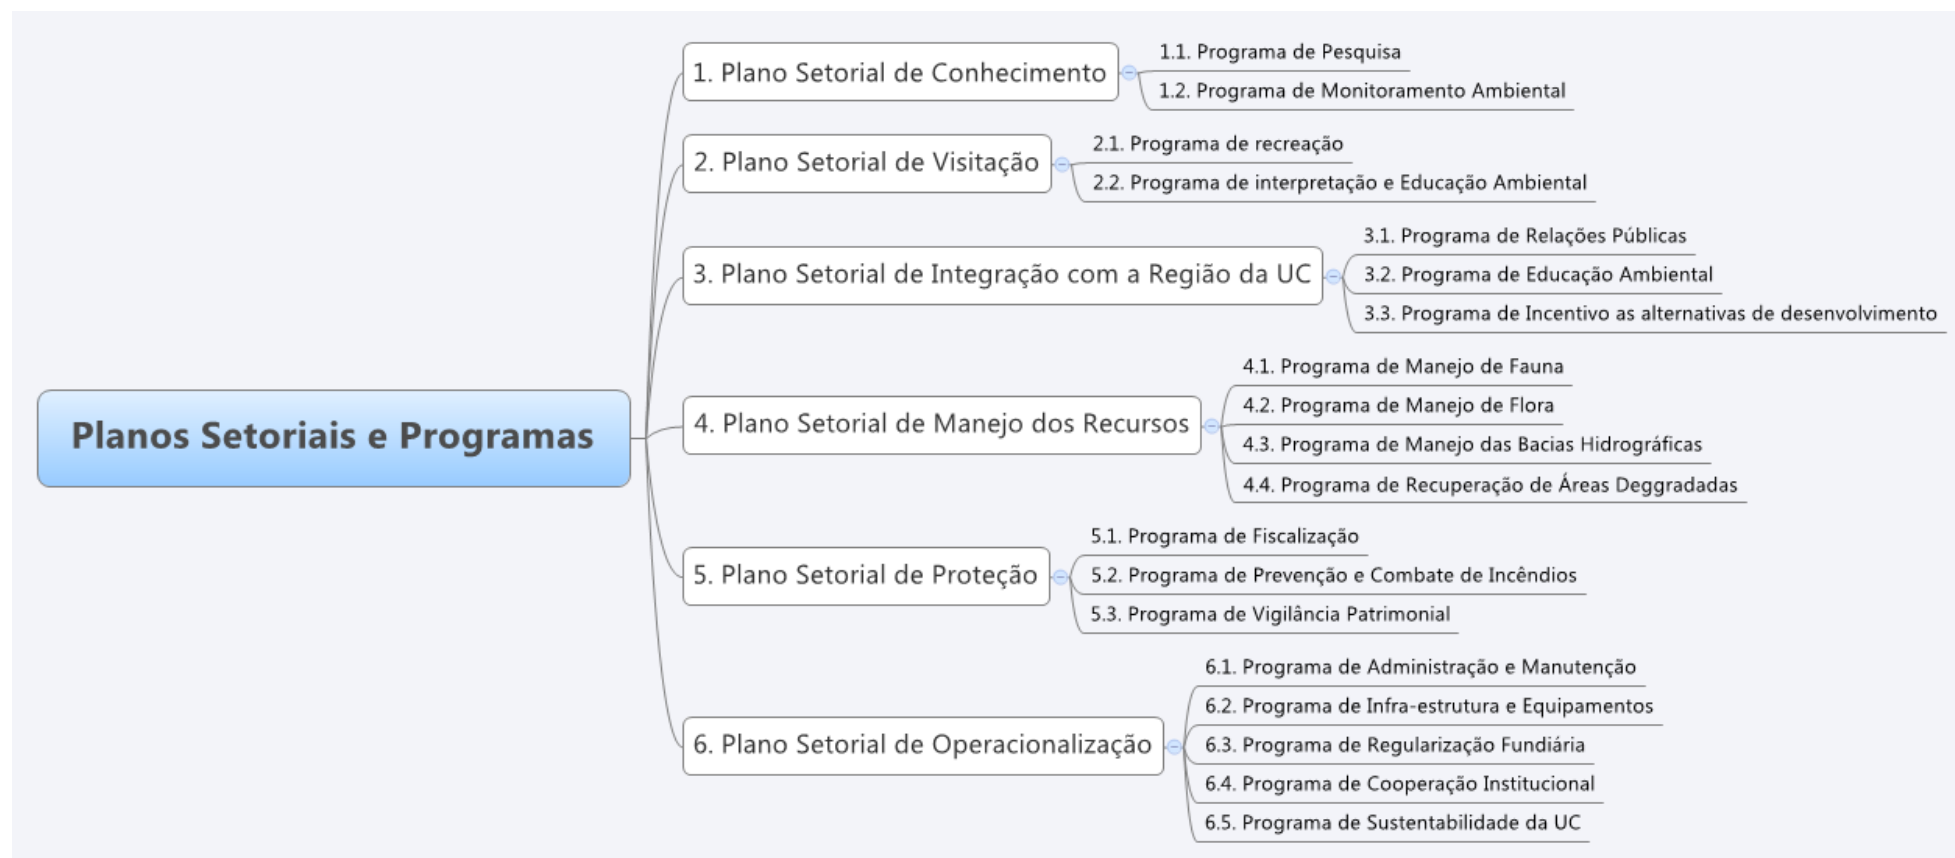 Planos Setoriais e Programas
1. Plano Setorial de Conhecimento
1.1. Programa de Pesquisa
1.2. Programa de Monitoramento Ambiental
2. Plano Setorial de Visitação
2.1. Programa de recreação
2.2. Programa de interpretação e Educação Ambiental
3. Plano Setorial de Integração com a Região da UC
3.1. Programa de Relações Públicas
3.2. Programa de Educação Ambiental
3.3. Programa de Incentivo as alternativas de desenvolvimento
4. Plano Setorial de Manejo dos Recursos
4.1. Programa de Manejo de Fauna
4.2. Programa de Manejo de Flora
4.3. Programa de Manejo das Bacias Hidrográficas
4.4. Programa de Recuperação de Áreas Deggradadas
5. Plano Setorial de Proteção
5.1. Programa de Fiscalização
5.2. Programa de Prevenção e Combate de Incêndios
5.3. Programa de Vigilância Patrimonial
6. Plano Setorial de Operacionalização
6.1. Programa de Administração e Manutenção
6.2. Programa de Infra-estrutura e Equipamentos
6.3. Programa de Regularização Fundiária
6.4. Programa de Cooperação Institucional
6.5. Programa de Sustentabilidade da UC